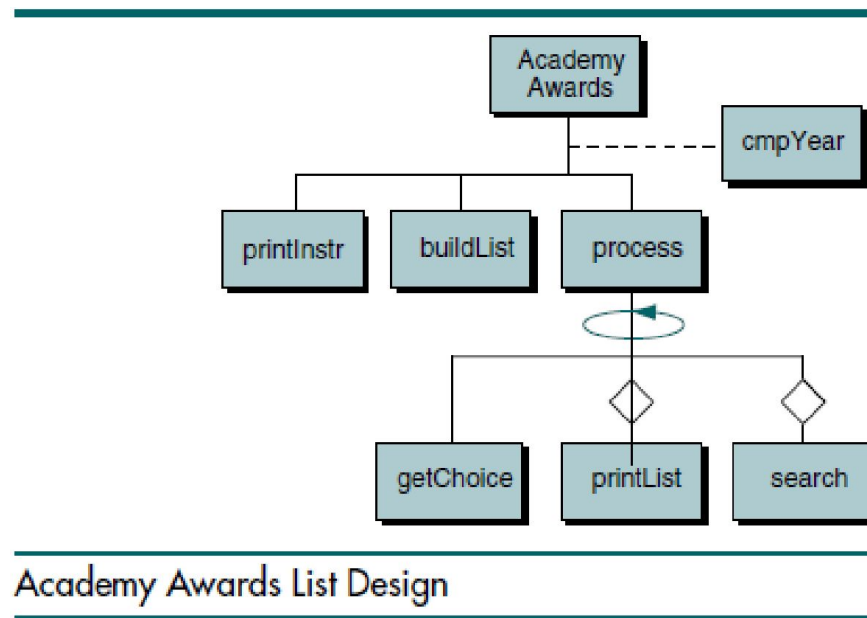 Academy
Awards
cmpYear
printInstr
buildList
process
getChoice
printList
search
Academy Awards List Design